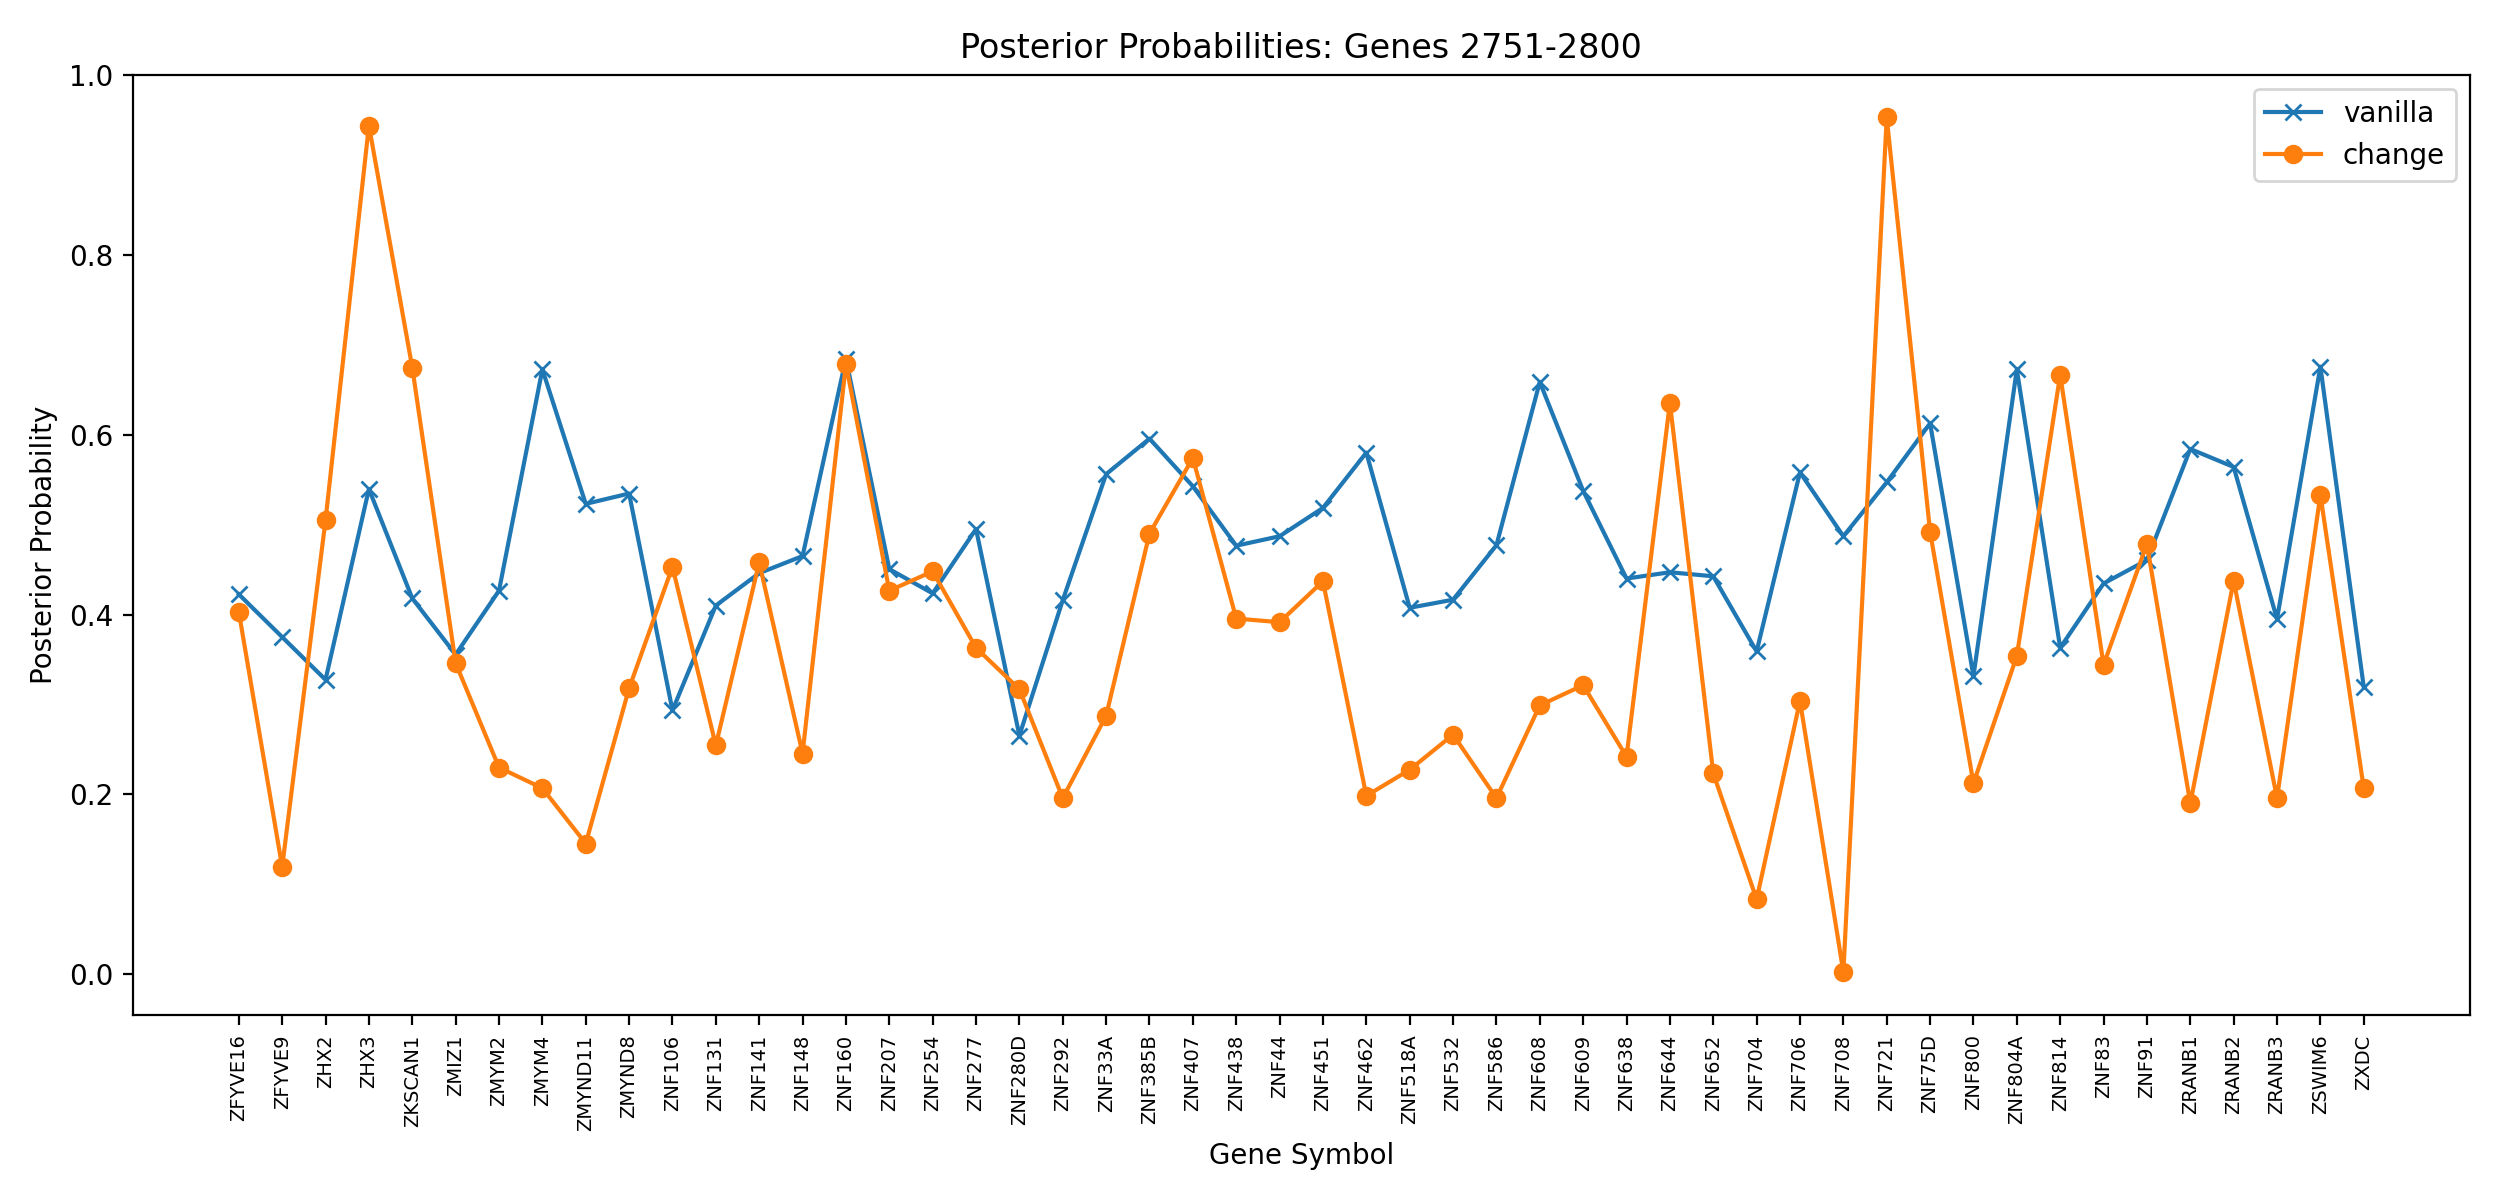 Posterior Probabilities: Genes 2751-2800
1.0
0.8
0.6
0.4
0.2
0.0
Posterior Probability
vanilla
change
ZFYVE16
ZFYVE9
ZHX2
ZHX3
ZKSCAN1
ZMIZ1
ZMYM2
ZMYM4
ZMYND11
ZMYND8
ZNF106
ZNF131
ZNF141
ZNF148
ZNF160
ZNF207
ZNF254
ZNF277
ZNF280D
ZNF292
ZNF33A
ZNF385B
ZNF407
ZNF438
ZNF44
ZNF451
ZNF462
ZNF518A
ZNF532
ZNF586
ZNF608
ZNF609
ZNF638
ZNF644
ZNF652
ZNF704
ZNF706
ZNF708
ZNF721
ZNF75D
ZNF800
ZNF804A
ZNF814
ZNF83
ZNF91
ZRANB1
ZRANB2
ZRANB3
ZSWIM6
ZXDC
Gene Symbol